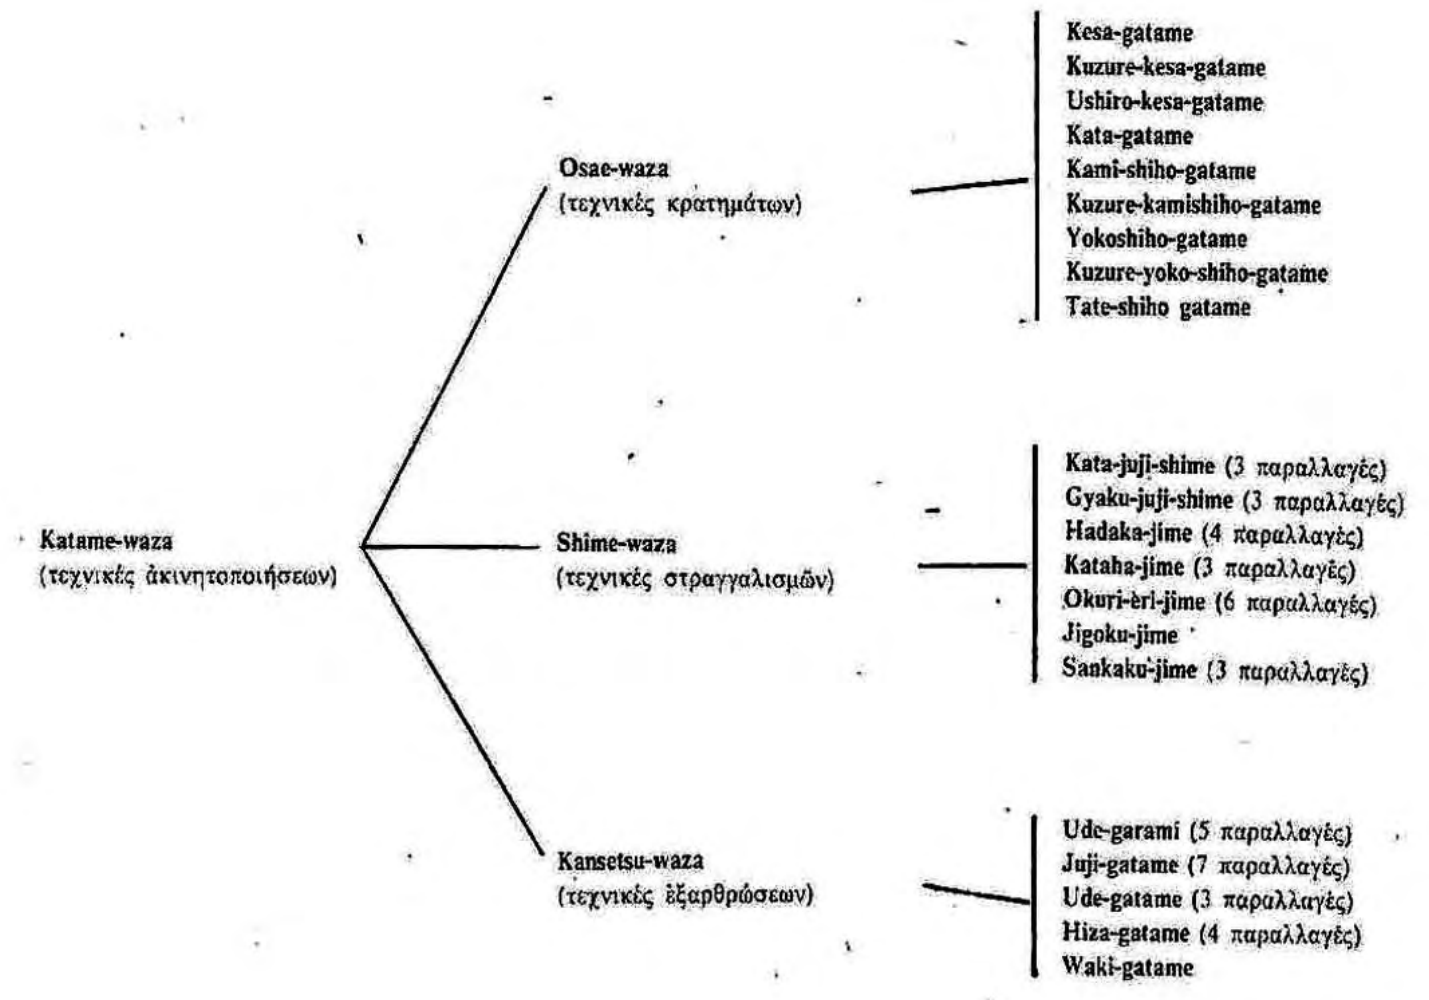 Katame-waza
(τεχνικές ἀκινητοποιήσεων)
Osae-waza
(τεχνικές κρατημάτων)
Kesa-gatame
Kuzure-kesa-gatame
Ushiro-kesa-gatame
Kata-gatame
Kami-shiho-gatame
Kuzure-kamishiho-gatame
Yokoshiho-gatame
Kuzure-yoko-shiho-gatame
Tate-shiho gatame
Shime-waza
(τεχνικές στραγγαλισμῶν)
Kata-juji-shime (3 παραλλαγές)
Gyaku-juji-shime (3 παραλλαγές)
Hadaka-jime (4 παραλλαγές)
Kataha-jime (3 παραλλαγές)
Okuri-eri-jime (6 παραλλαγές)
Jigoku-jime
Sankaku-jime (3 παραλλαγές)
Kansetsu-waza
(τεχνικές ἐξαρθρώσεων)
Ude-garami (5 παραλλαγές)
Juji-gatame (7 παραλλαγές)
Ude-gatame (3 παραλλαγές)
Hiza-gatame (4 παραλλαγές)
Waki-gatame